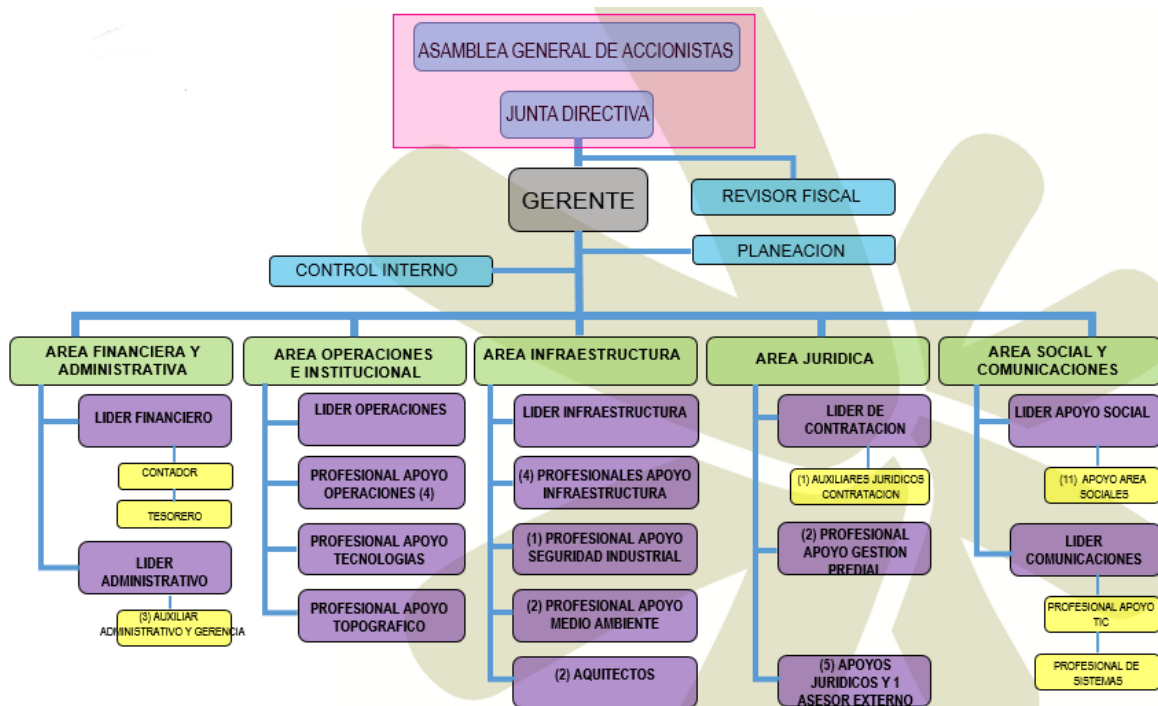 ASAMBLEA GENERAL DE ACCIONISTAS
JUNTA DIRECTIVA
GERENTE
REVISOR FISCAL
PLANEACION
CONTROL INTERNO
AREA FINANCIERA Y
ADMINISTRATIVA
LIDER FINANCIERO
CONTADOR
TESORERO
LIDER
ADMINISTRATIVO
(3) AUXILIAR
ADMINISTRATIVO Y GERENCIA
AREA OPERACIONES
E INSTITUCIONAL
LIDER OPERACIONES
PROFESIONAL APOYO
OPERACIONES (4)
PROFESIONAL APOYO
TECNOLOGIAS
PROFESIONAL APOYO
TOPOGRAFICO
AREA INFRAESTRUCTURA
LIDER INFRAESTRUCTURA
(4) PROFESIONALES APOYO
INFRAESTRUCTURA
(1) PROFESIONAL APOYO
SEGURIDAD INDUSTRIAL
(2) PROFESIONAL APOYO
MEDIO AMBIENTE
(2) AQUITECTOS
AREA JURIDICA
LIDER DE
CONTRATACION
(1) AUXILIARES JURIDICOS
CONTRATACION
(2) PROFESIONAL
APOYO GESTION
PREDIAL
(5) APOYOS
JURIDICOS Y 1
ASESOR EXTERNO
AREA SOCIAL Y
COMUNICACIONES
LIDER APOYO SOCIAL
(11) APOYO AREA
SOCIALES
LIDER
COMUNICACIONES
PROFESIONAL APOYO
TIC
PROFESIONAL DE
SISTEMAS